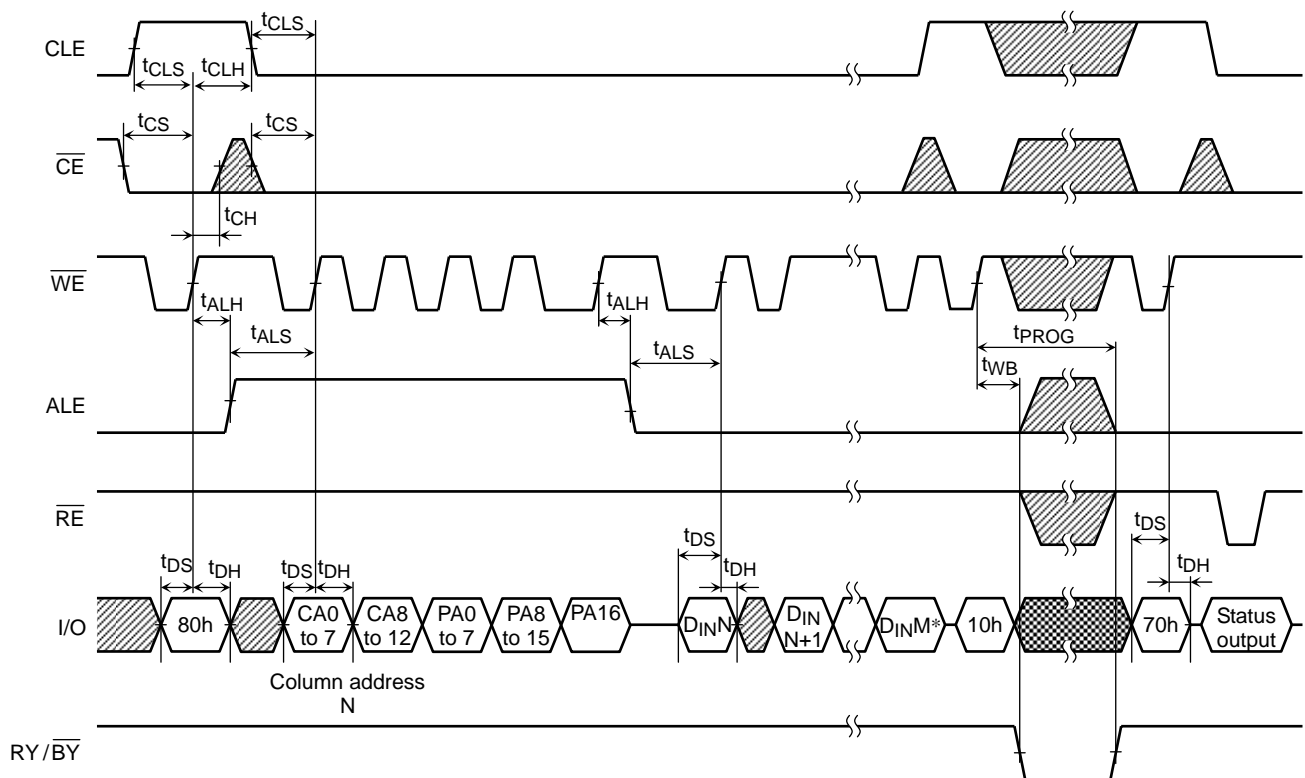 CLE
tCLS
tCLS
tCLH
CE
tCS
tCS
tCH
WE
tALH
tALS
tALH
tALS
tPROG
tWB
ALE
RE
tDS
tDH
tDS
tDH
tDS
tDH
tDS
tDH
I/O
80h
CA0
to 7
CA8
to 12
PA0
to 7
PA8
to 15
PA16
DINN
DIN
N+1
DINM*
10h
70h
Status
output
Column address
N
RY/BY